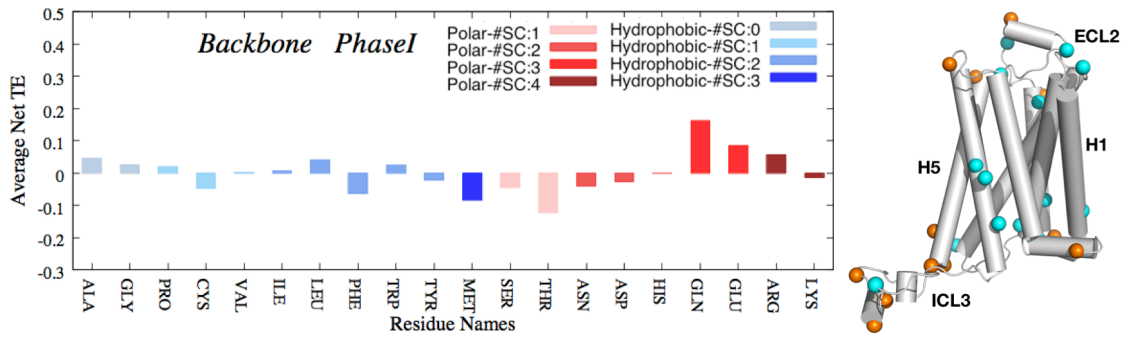 Backbone PhaseI
Polar-#SC:1
Polar-#SC:2
Polar-#SC:3
Polar-#SC:4
Hydrophobic-#SC:0
Hydrophobic-#SC:1
Hydrophobic-#SC:2
Hydrophobic-#SC:3
Average Net TE
0.5
0.4
0.3
0.2
0.1
0
-0.1
-0.2
-0.3
ALA GLY PRO CYS VAL ILE LEU PHE TRP TYR MET SER THR ASN ASP HIS GLN GLU ARG LYS
Residue Names
ECL2
H1
H5
ICL3